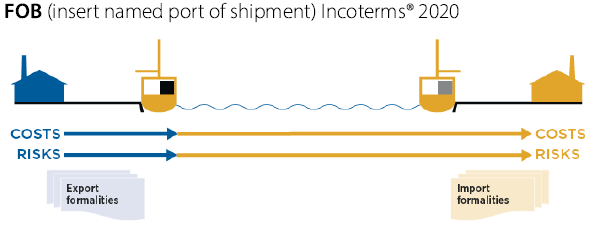 FOB (insert named port of shipment) Incoterms® 2020
COSTS COSTS
RISKS RISKS
Export formalities
Import formalities